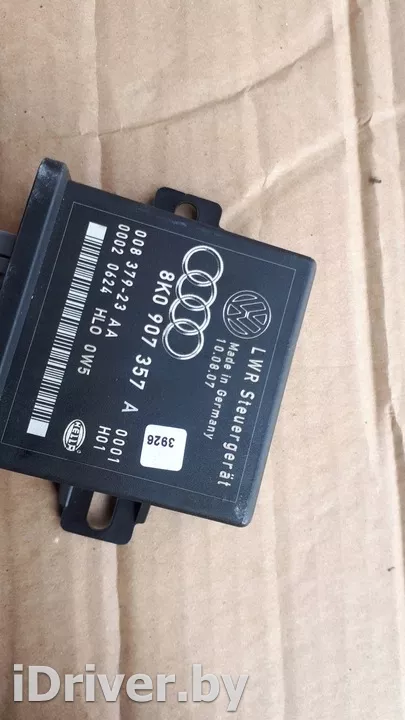 LWR Steuergerät
Made in Germany
10.08.07
8K0 907 357 A 0001
H01
008 379-23 AA
0002 0624 HLO 0W5
3926
HELLA
iDriver.by